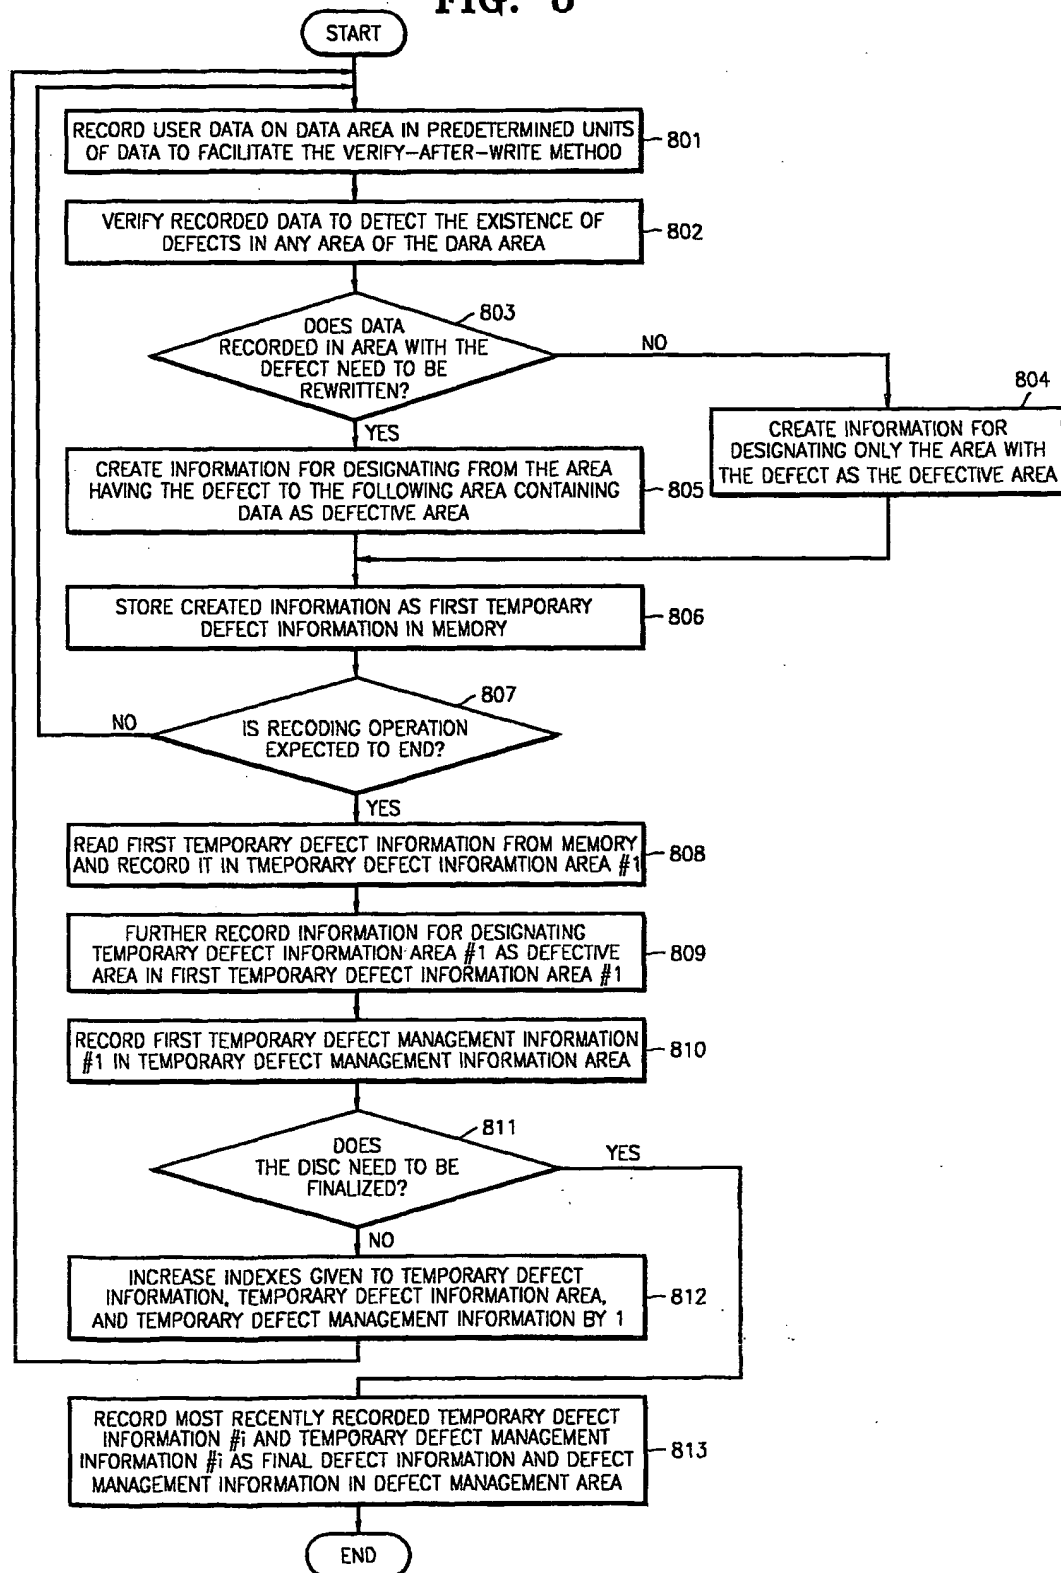 FIG. 8
START
RECORD USER DATA ON DATA AREA IN PREDETERMINED UNITS
OF DATA TO FACILITATE THE VERIFY-AFTER-WRITE METHOD
801
VERIFY RECORDED DATA TO DETECT THE EXISTENCE OF
DEFECTS IN ANY AREA OF THE DARA AREA
802
803
DOES DATA
RECORDED IN AREA WITH THE
DEFECT NEED TO BE
REWRITTEN?
NO
YES
804
CREATE INFORMATION FOR
DESIGNATING ONLY THE AREA WITH
THE DEFECT AS THE DEFECTIVE AREA
CREATE INFORMATION FOR DESIGNATING FROM THE AREA
HAVING THE DEFECT TO THE FOLLOWING AREA CONTAINING
DATA AS DEFECTIVE AREA
805
STORE CREATED INFORMATION AS FIRST TEMPORARY
DEFECT INFORMATION IN MEMORY
806
807
IS RECODING OPERATION
EXPECTED TO END?
NO
YES
READ FIRST TEMPORARY DEFECT INFORMATION FROM MEMORY
AND RECORD IT IN TMEPORARY DEFECT INFORAMTION AREA #1
808
FURTHER RECORD INFORMATION FOR DESIGNATING
TEMPORARY DEFECT INFORMATION AREA #1 AS DEFECTIVE
AREA IN FIRST TEMPORARY DEFECT INFORMATION AREA #1
809
RECORD FIRST TEMPORARY DEFECT MANAGEMENT INFORMATION
#1 IN TEMPORARY DEFECT MANAGEMENT INFORMATION AREA
810
811
DOES
THE DISC NEED TO BE
FINALIZED?
YES
NO
INCREASE INDEXES GIVEN TO TEMPORARY DEFECT
INFORMATION, TEMPORARY DEFECT INFORMATION AREA,
AND TEMPORARY DEFECT MANAGEMENT INFORMATION BY 1
812
RECORD MOST RECENTLY RECORDED TEMPORARY DEFECT
INFORMATION #i AND TEMPORARY DEFECT MANAGEMENT
INFORMATION #i AS FINAL DEFECT INFORMATION AND DEFECT
MANAGEMENT INFORMATION IN DEFECT MANAGEMENT AREA
813
END